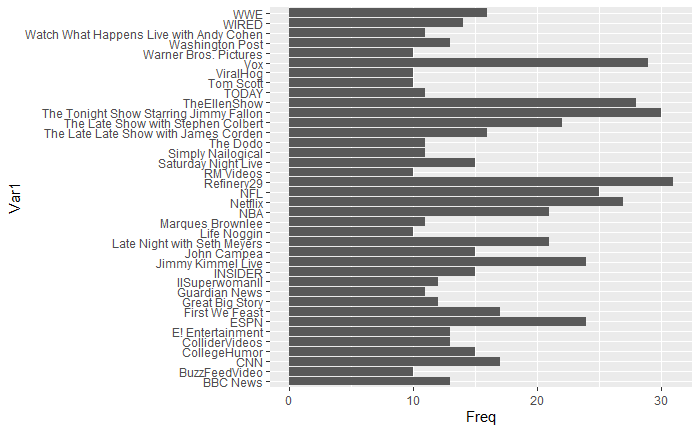 WWE
WIRED
Watch What Happens Live with Andy Cohen
Washington Post
Warner Bros. Pictures
Vox
ViralHog
Tom Scott
TODAY
TheEllenShow
The Tonight Show Starring Jimmy Fallon
The Late Show with Stephen Colbert
The Late Late Show with James Corden
The Dodo
Simply Nailogical
Saturday Night Live
RM Videos
Refinery29
NFL
Netflix
NBA
Marques Brownlee
Life Noggin
Late Night with Seth Meyers
John Campea
Jimmy Kimmel Live
INSIDER
IISuperwomanII
Guardian News
Great Big Story
First We Feast
ESPN
E! Entertainment
ColliderVideos
CollegeHumor
CNN
BuzzFeedVideo
BBC News
Var1
0 10 20 30
Freq